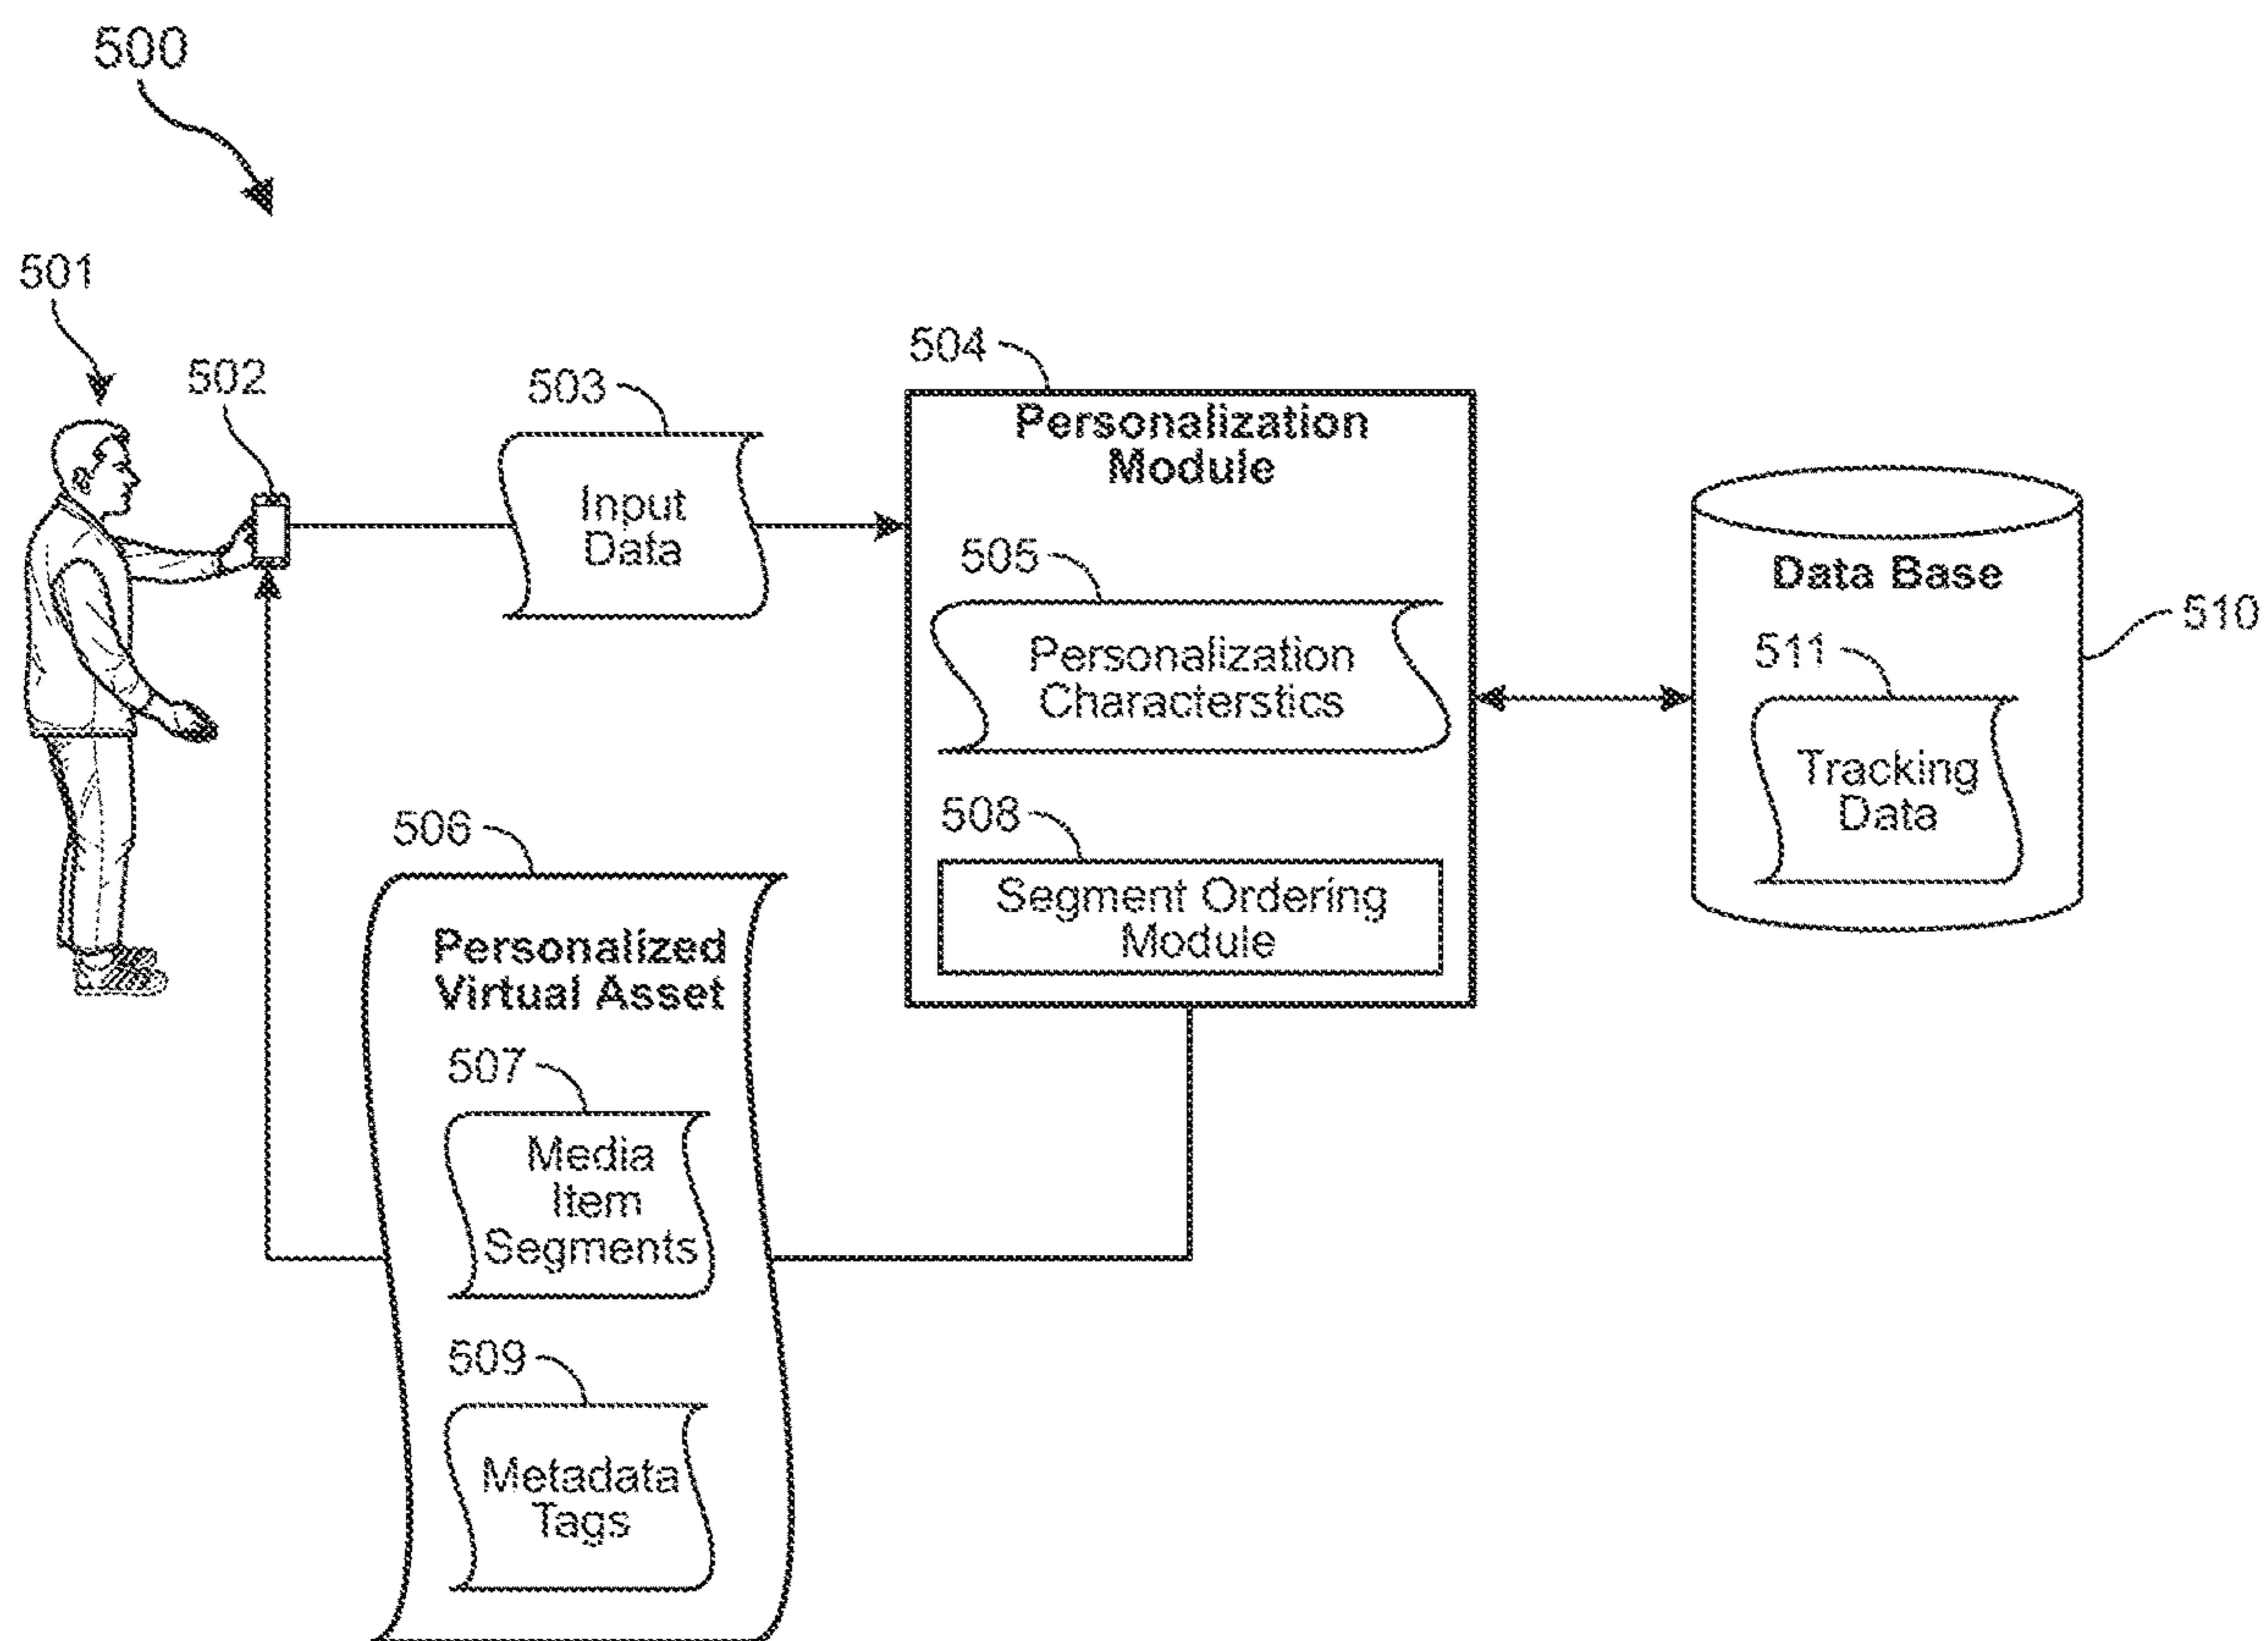 500
501
502
503
Input
Data
504
Personalization
Module
505
Personalization
Characterstics
508
Segment Ordering
Module
Data Base
510
511
Tracking
Data
506
Personalized
Virtual Asset
507
Media
Item
Segments
509
Metadata
Tags